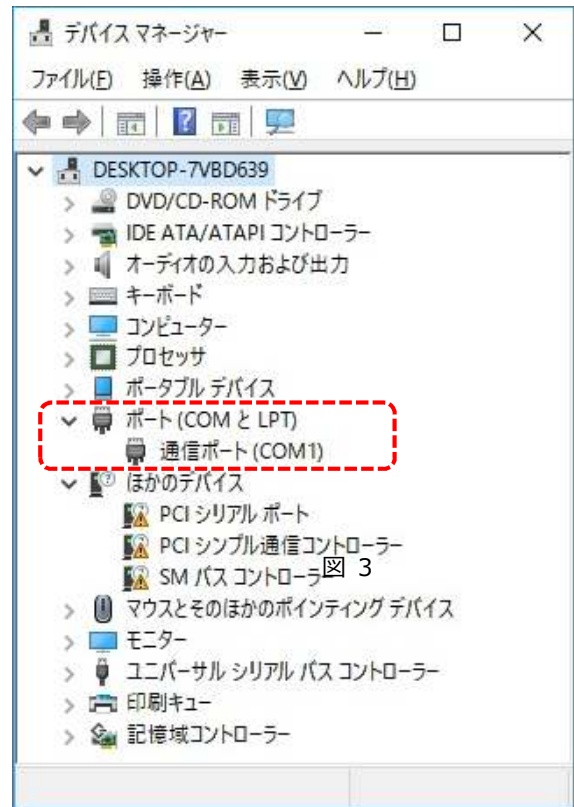 デバイス マネージャー
ファイル(F) 操作(A) 表示(V) ヘルプ(H)
DESKTOP-7VBD639
DVD/CD-ROM ドライブ
IDE ATA/ATAPI コントローラー
オーディオの入力および出力
キーボード
コンピューター
プロセッサ
ポータブル デバイス
ポート (COM と LPT)
通信ポート (COM1)
ほかのデバイス
PCI シリアル ポート
PCI シンプル通信コントローラー
SM バス コントローラー
図 3
マウスとそのほかのポインティング デバイス
モニター
ユニバーサル シリアル バス コントローラー
印刷キュー
記憶域コントローラー